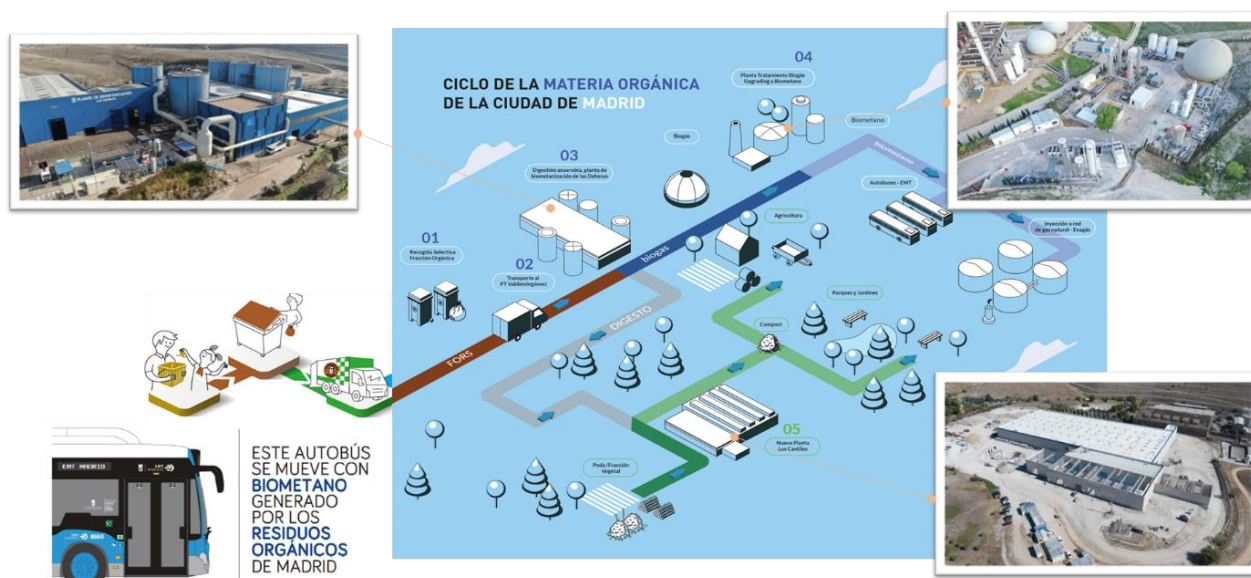 CICLO DE LA MATERIA ORGÁNICA
DE LA CIUDAD DE MADRID
01
Recogida Selectiva
Fracción Orgánica
02
Transporte al
PT Valdemingómez
03
Digestión anaerobia, planta de
biometanización de las Dehesas
Biogás
04
Planta Tratamiento Biogás
Upgrading a Biometano
Biometano
biometano
Autobuses - EMT
Inyección a red
de gas natural - Enagás
Agricultura
biogas
FORS
DIGESTO
Parques y Jardines
Compost
05
Nueva Planta
Los Cantiles
Poda/Fracción
Vegetal
EMT MADRID
8660
ESTE AUTOBÚS
SE MUEVE CON
BIOMETANO
GENERADO
POR LOS
RESIDUOS
ORGÁNICOS
DE MADRID